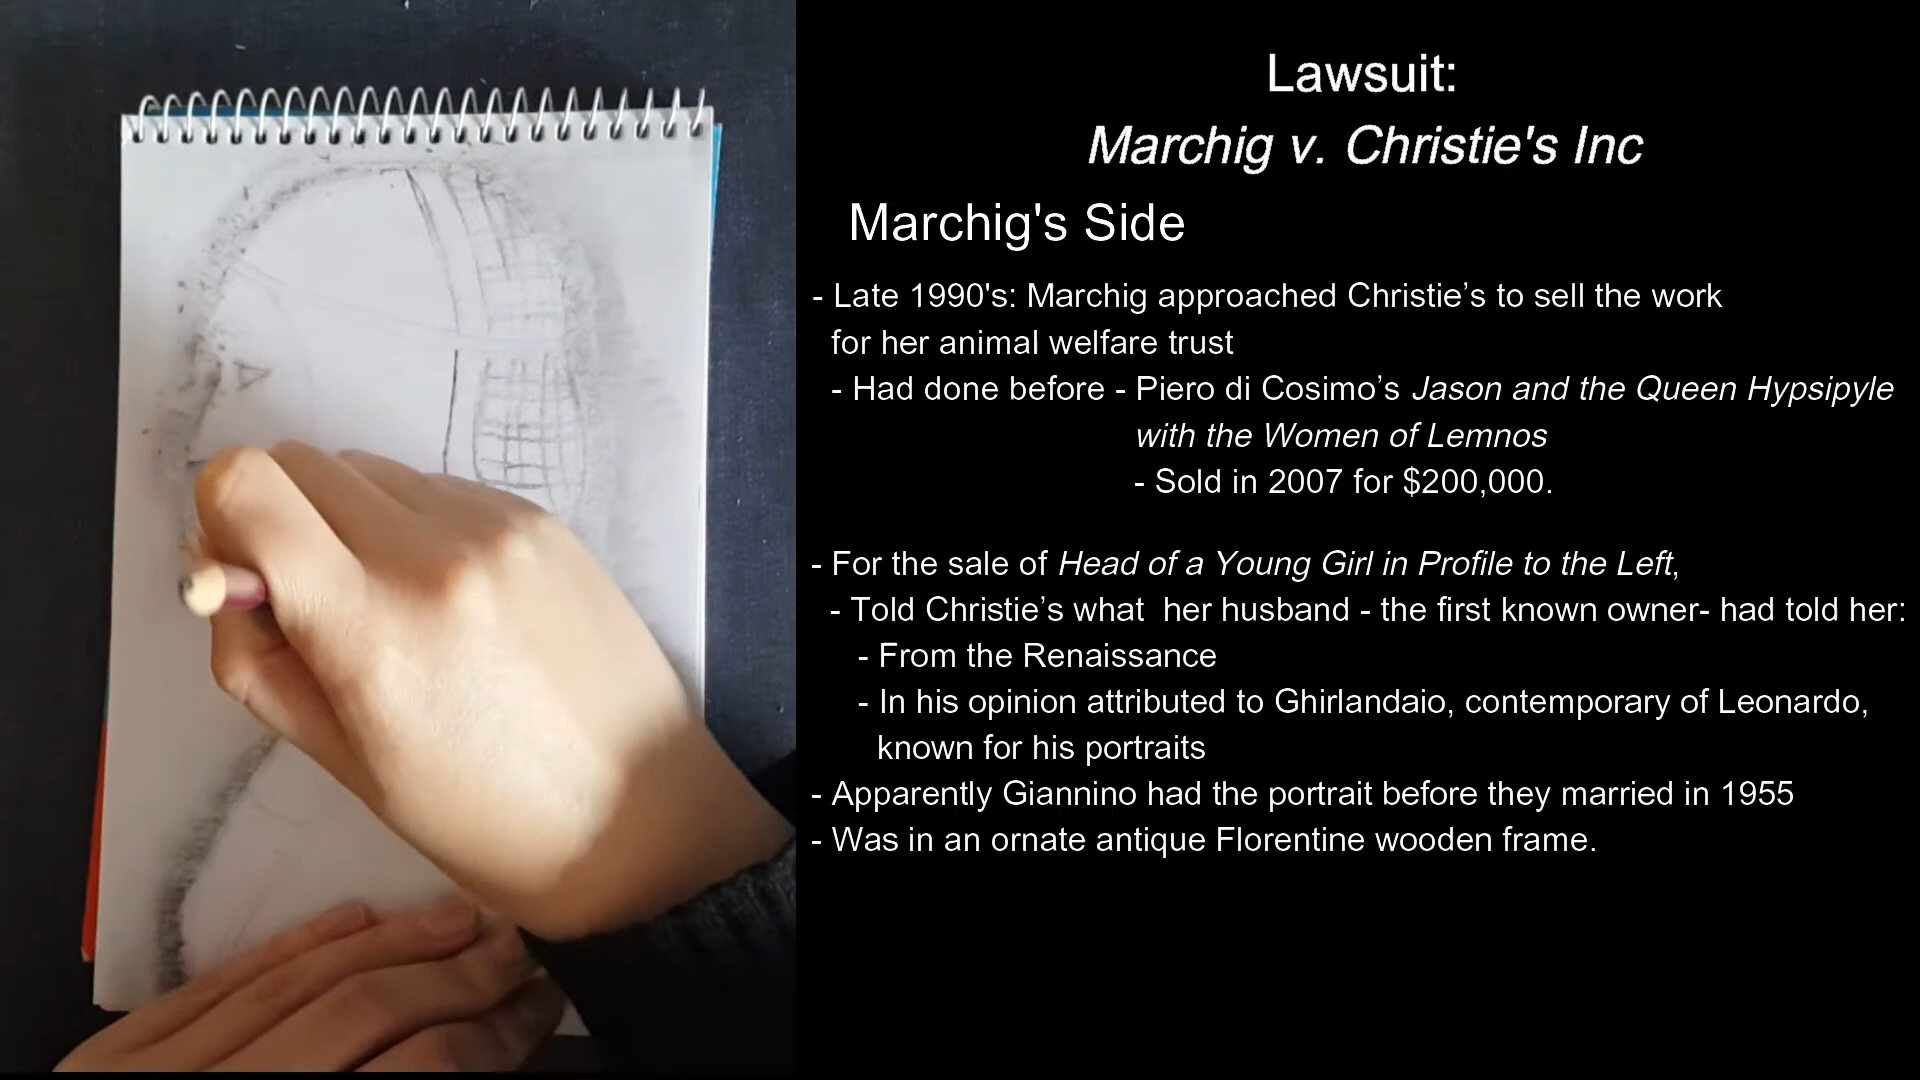 Lawsuit:
Marchig v. Christie's Inc
Marchig's Side
- Late 1990's: Marchig approached Christie’s to sell the work
for her animal welfare trust
- Had done before - Piero di Cosimo’s Jason and the Queen Hypsipyle
with the Women of Lemnos
- Sold in 2007 for $200,000.
- For the sale of Head of a Young Girl in Profile to the Left,
- Told Christie’s what  her husband - the first known owner- had told her:
- From the Renaissance
- In his opinion attributed to Ghirlandaio, contemporary of Leonardo,
known for his portraits
- Apparently Giannino had the portrait before they married in 1955
- Was in an ornate antique Florentine wooden frame.